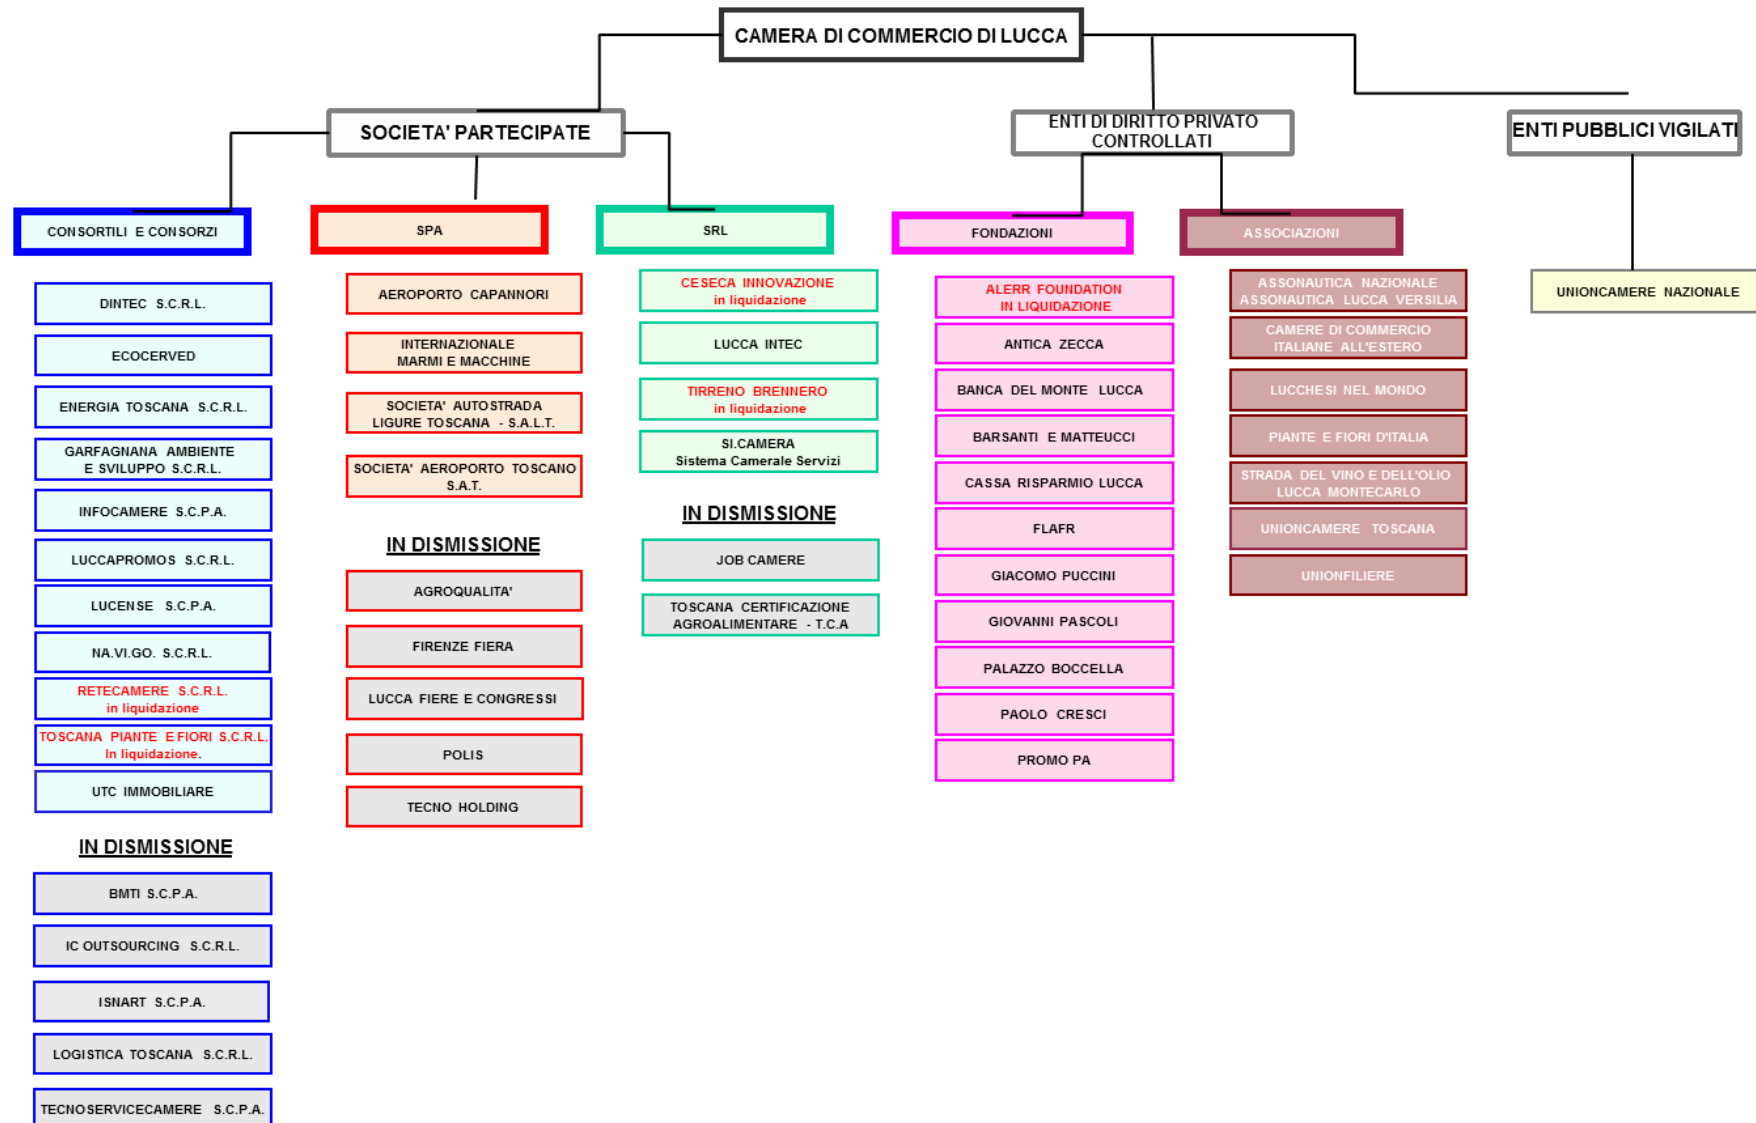 CAMERA DI COMMERCIO DI LUCCA
SOCIETA' PARTECIPATE
ENTI DI DIRITTO PRIVATO
CONTROLLATI
ENTI PUBBLICI VIGILATI
CONSORTILI E CONSORZI
DINTEC S.C.R.L.
ECOCERVED
ENERGIA TOSCANA S.C.R.L.
GARFAGNANA AMBIENTE
E SVILUPPO S.C.R.L.
INFOCAMERE S.C.P.A.
LUCCAPROMOS S.C.R.L.
LUCENSE S.C.P.A.
NA.VI.GO. S.C.R.L.
RETECAMERE S.C.R.L.
in liquidazione
TOSCANA PIANTE E FIORI S.C.R.L.
In liquidazione.
UTC IMMOBILIARE
IN DISMISSIONE
BMTI S.C.P.A.
IC OUTSOURCING S.C.R.L.
ISNART S.C.P.A.
LOGISTICA TOSCANA S.C.R.L.
TECNOSERVICECAMERE S.C.P.A.
SPA
AEROPORTO CAPANNORI
INTERNAZIONALE
MARMI E MACCHINE
SOCIETA' AUTOSTRADA
LIGURE TOSCANA - S.A.L.T.
SOCIETA' AEROPORTO TOSCANO
S.A.T.
IN DISMISSIONE
AGROQUALITA'
FIRENZE FIERA
LUCCA FIERE E CONGRESSI
POLIS
TECNO HOLDING
SRL
CESECA INNOVAZIONE
in liquidazione
LUCCA INTEC
TIRRENO BRENNERO
in liquidazione
SI.CAMERA
Sistema Camerale Servizi
IN DISMISSIONE
JOB CAMERE
TOSCANA CERTIFICAZIONE
AGROALIMENTARE - T.C.A
FONDAZIONI
ALERR FOUNDATION
IN LIQUIDAZIONE
ANTICA ZECCA
BANCA DEL MONTE LUCCA
BARSANTI E MATTEUCCI
CASSA RISPARMIO LUCCA
FLAFR
GIACOMO PUCCINI
GIOVANNI PASCOLI
PALAZZO BOCCELLA
PAOLO CRESCI
PROMO PA
ASSOCIAZIONI
ASSONAUTICA NAZIONALE
ASSONAUTICA LUCCA VERSILIA
CAMERE DI COMMERCIO
ITALIANE ALL'ESTERO
LUCCHESI NEL MONDO
PIANTE E FIORI D'ITALIA
STRADA DEL VINO E DELL'OLIO
LUCCA MONTECARLO
UNIONCAMERE TOSCANA
UNIONFILIERE
UNIONCAMERE NAZIONALE